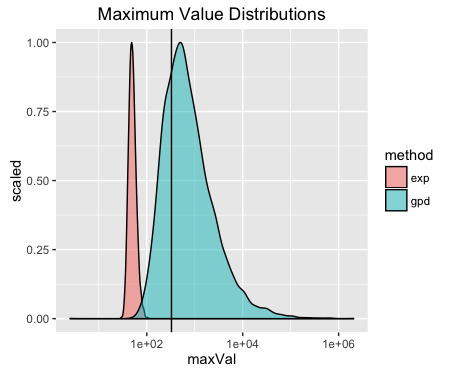 Maximum Value Distributions
1.00
0.75
0.50
0.25
0.00
scaled
1e+02
1e+04
1e+06
maxVal
method
exp
gpd